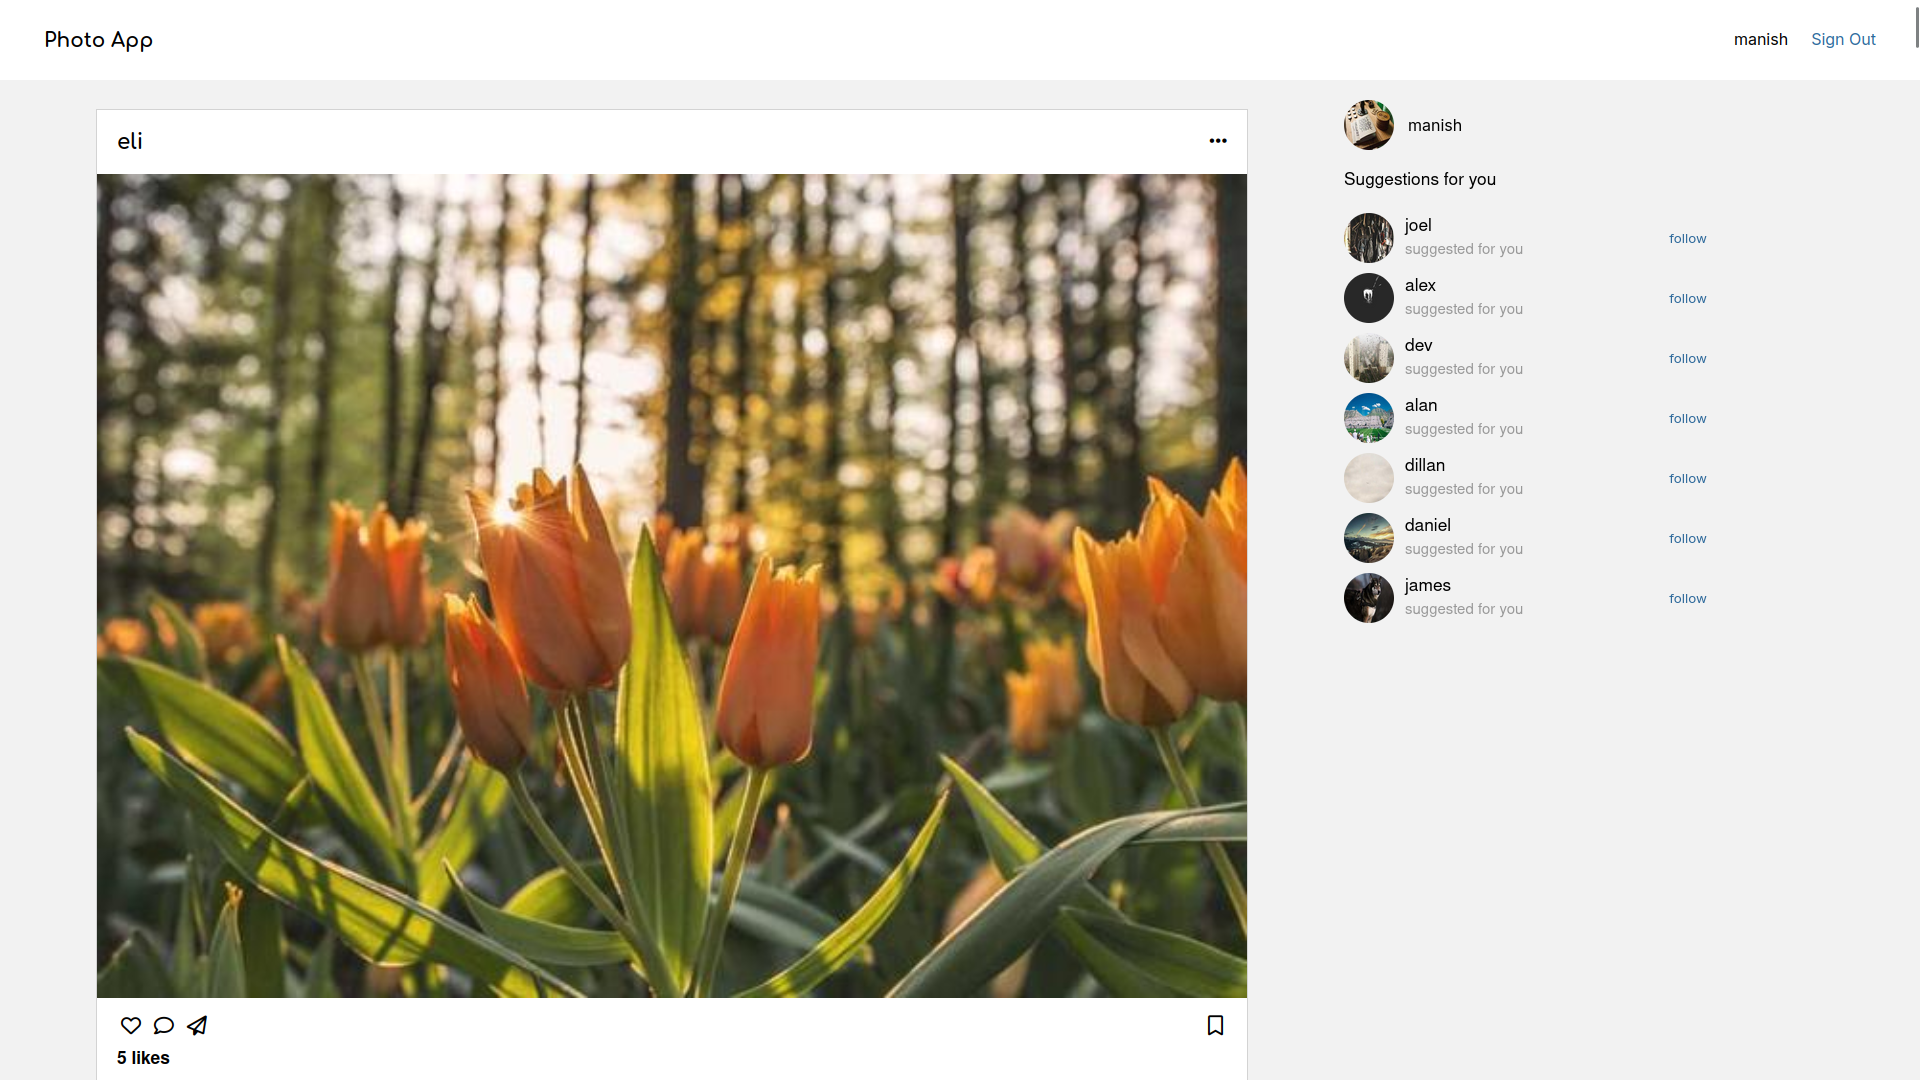 Photo App
manish Sign Out
eli
5 likes
manish
Suggestions for you
joel
suggested for you
follow
alex
suggested for you
follow
dev
suggested for you
follow
alan
suggested for you
follow
dillan
suggested for you
follow
daniel
suggested for you
follow
james
suggested for you
follow